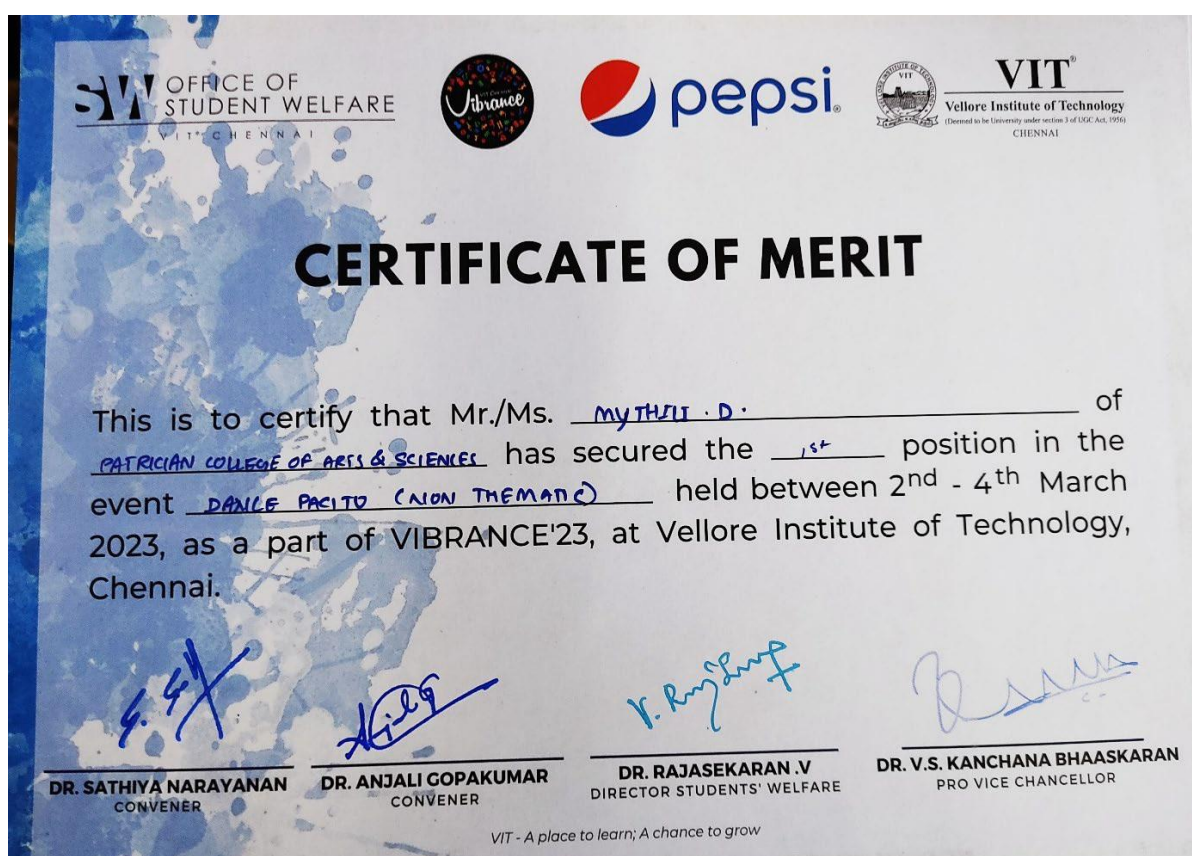 SW OFFICE OF
STUDENT WELFARE
VIT® CHENNAI
VIT CHENNAI
Vibrance
pepsi®
VIT
VIT®
Vellore Institute of Technology
(Deemed to be University under section 3 of UGC Act, 1956)
CHENNAI
CERTIFICATE OF MERIT
This is to certify that Mr./Ms. MYTHILI . D. of
PATRICIAN COLLEGE OF ARTS & SCIENCES has secured the 1st position in the
event DANCE PACITO (NON THEMATIC) held between 2nd - 4th March
2023, as a part of VIBRANCE'23, at Vellore Institute of Technology,
Chennai.
DR. SATHIYA NARAYANAN
CONVENER
DR. ANJALI GOPAKUMAR
CONVENER
DR. RAJASEKARAN .V
DIRECTOR STUDENTS' WELFARE
DR. V.S. KANCHANA BHAASKARAN
PRO VICE CHANCELLOR
VIT - A place to learn; A chance to grow